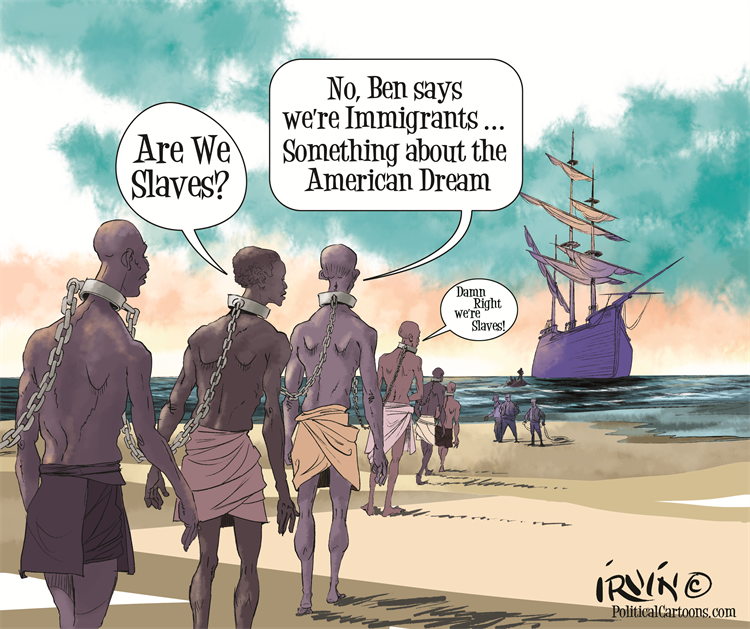 Are We
Slaves?
No, Ben says
we're Immigrants ...
Something about the
American Dream
Damn
Right
we're
Slaves!
IRVIN ©
PoliticalCartoons.com